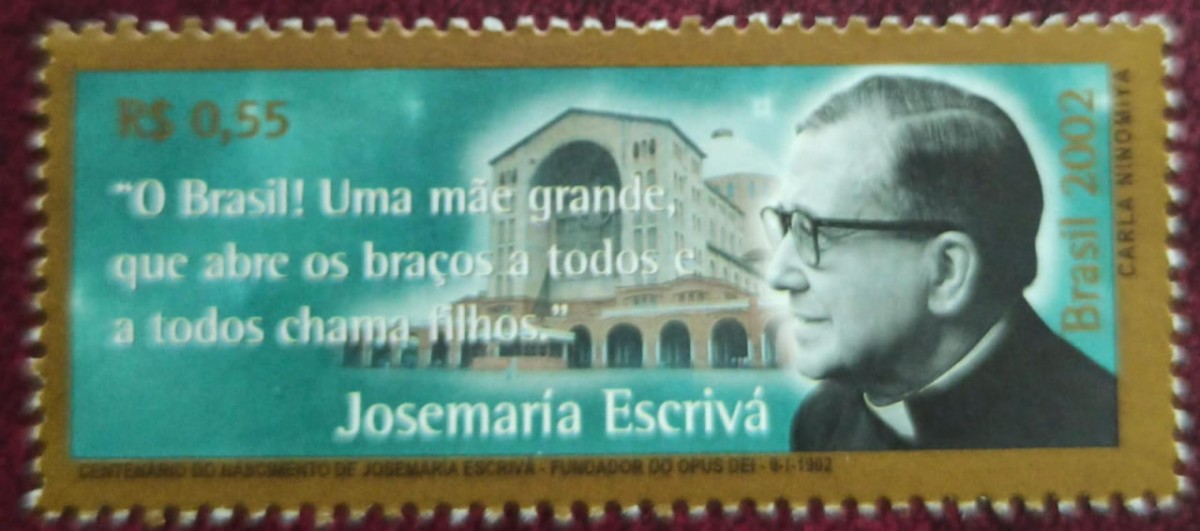 R$ 0,55
"O Brasil! Uma mãe grande,
que abre os braços a todos e
a todos chama filhos."
Josemaría Escrivá
Brasil 2002
CARLA NINOMIYA
CENTENÁRIO DO NASCIMENTO DE JOSEMARÍA ESCRIVÁ - FUNDADOR DO OPUS DEI - 9-I-1902